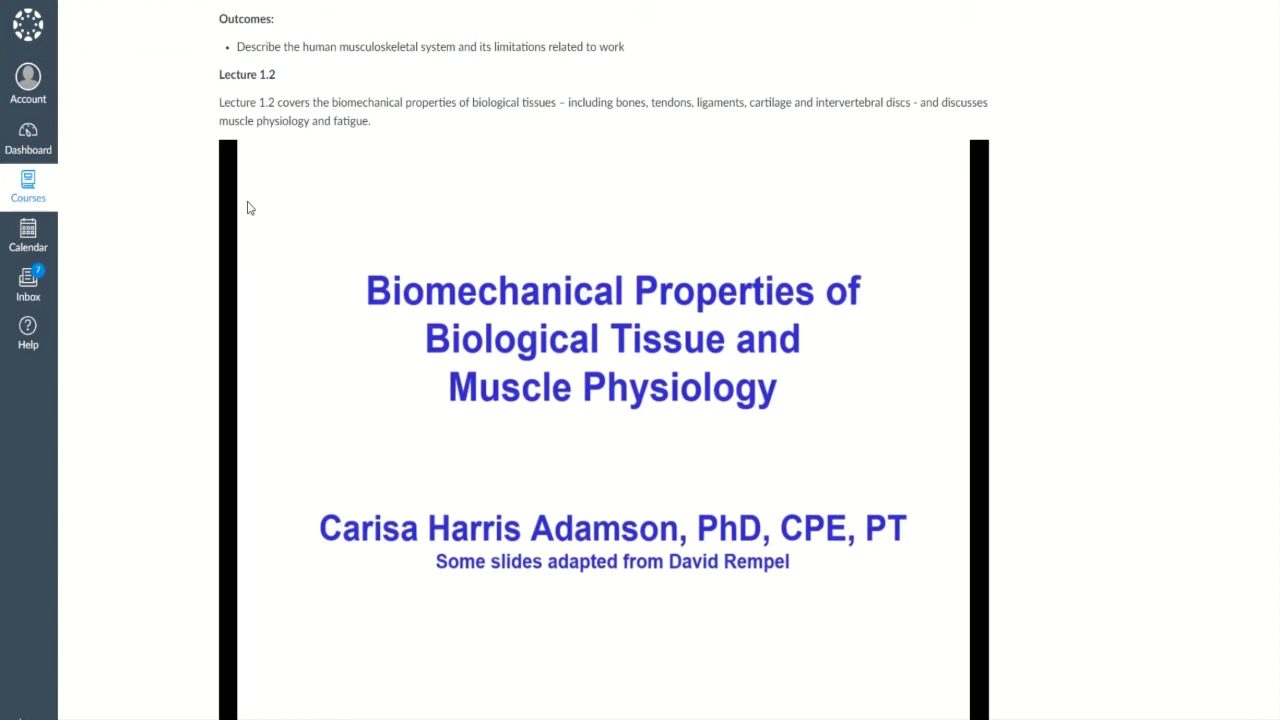 Outcomes:
• Describe the human musculoskeletal system and its limitations related to work
Lecture 1.2
Lecture 1.2 covers the biomechanical properties of biological tissues – including bones, tendons, ligaments, cartilage and intervertebral discs - and discusses
muscle physiology and fatigue.
Account
Dashboard
Courses
Calendar
7
Inbox
Help
Biomechanical Properties of
Biological Tissue and
Muscle Physiology
Carisa Harris Adamson, PhD, CPE, PT
Some slides adapted from David Rempel